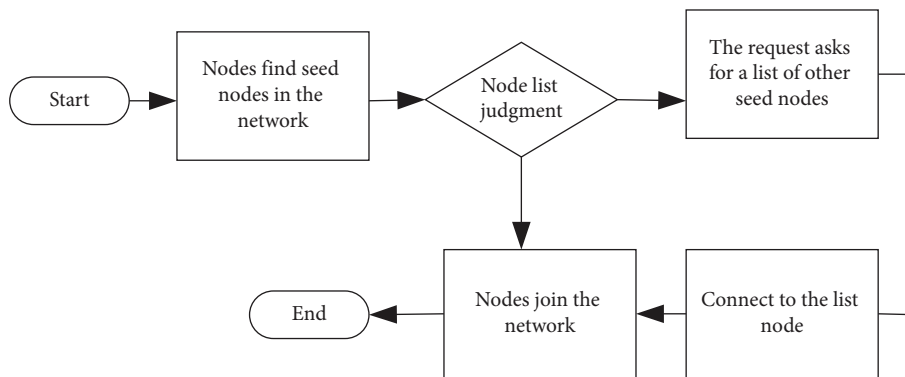 Start
Nodes find seed
nodes in the
network
Node list
judgment
The request asks
for a list of other
seed nodes
End
Nodes join the
network
Connect to the list
node